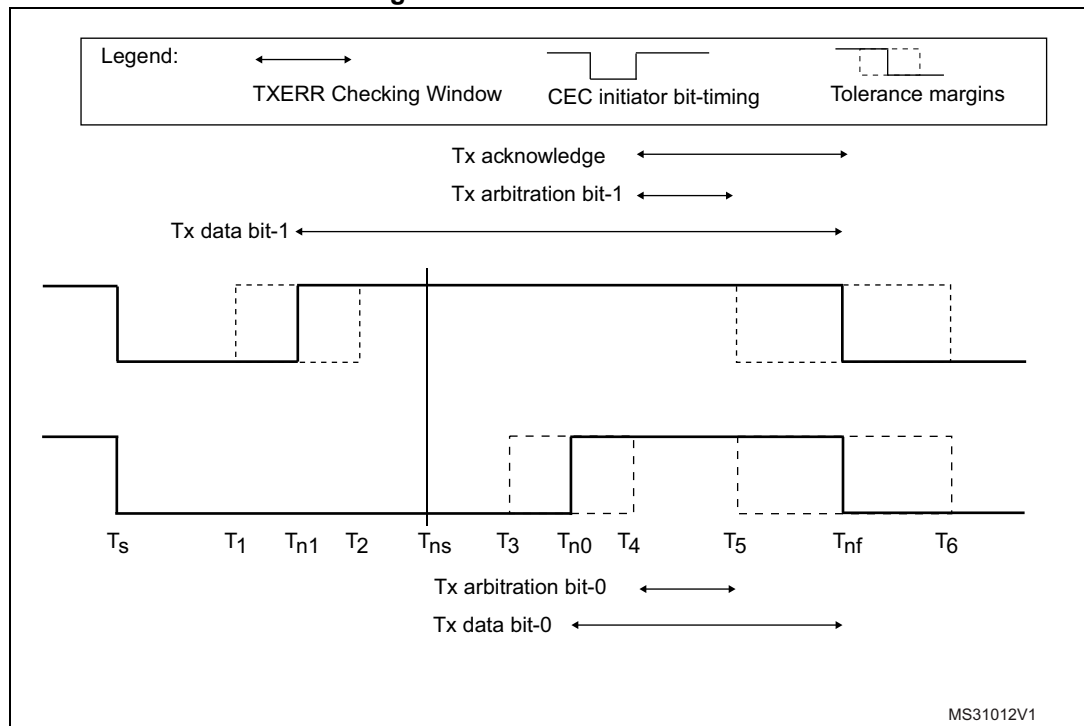 Legend:
TXERR Checking Window
CEC initiator bit-timing
Tolerance margins
Tx acknowledge
Tx arbitration bit-1
Tx data bit-1
Ts T1 Tn1 T2 Tns T3 Tn0 T4 T5 Tnf T6
Tx arbitration bit-0
Tx data bit-0
MS31012V1